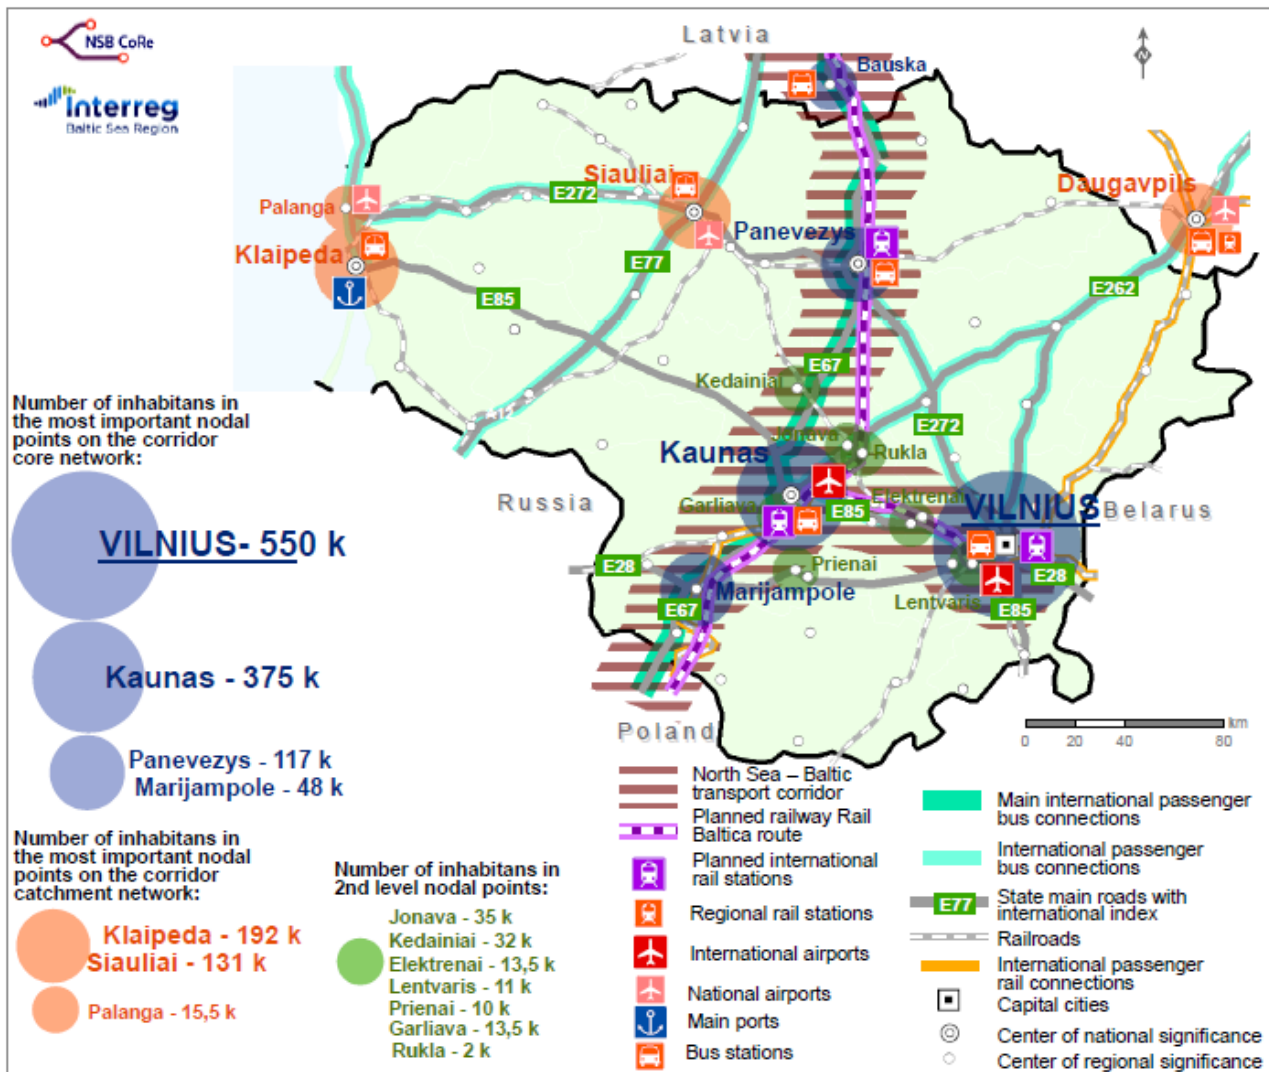 NSB CoRe
Interreg
Baltic Sea Region
Latvia
Bauska
Siauliai
Daugavpils
E272
Palanga
Panevezys
Klaipeda
E77
E262
E85
E67
Kedainiai
E272
Jonava
Kaunas
Rukla
Russia
Garliava
Elektrenai
E85
VILNIUS
Belarus
E28
Prienai
E28
Marijampole
E67
Lentvaris
E85
Poland
km
0 20 40 80
Number of inhabitans in
the most important nodal
points on the corridor
core network:
VILNIUS- 550 k
Kaunas - 375 k
Panevezys - 117 k
Marijampole - 48 k
Number of inhabitans in
the most important nodal
points on the corridor
catchment network:
Klaipeda - 192 k
Siauliai - 131 k
Palanga - 15,5 k
Number of inhabitans in
2nd level nodal points:
Jonava - 35 k
Kedainiai - 32 k
Elektrenai - 13,5 k
Lentvaris - 11 k
Prienai - 10 k
Garliava - 13,5 k
Rukla - 2 k
North Sea – Baltic
transport corridor
Planned railway Rail
Baltica route
Planned international
rail stations
Regional rail stations
International airports
National airports
Main ports
Bus stations
Main international passenger
bus connections
International passenger
bus connections
E77
State main roads with
international index
Railroads
International passenger
rail connections
Capital cities
Center of national significance
Center of regional significance